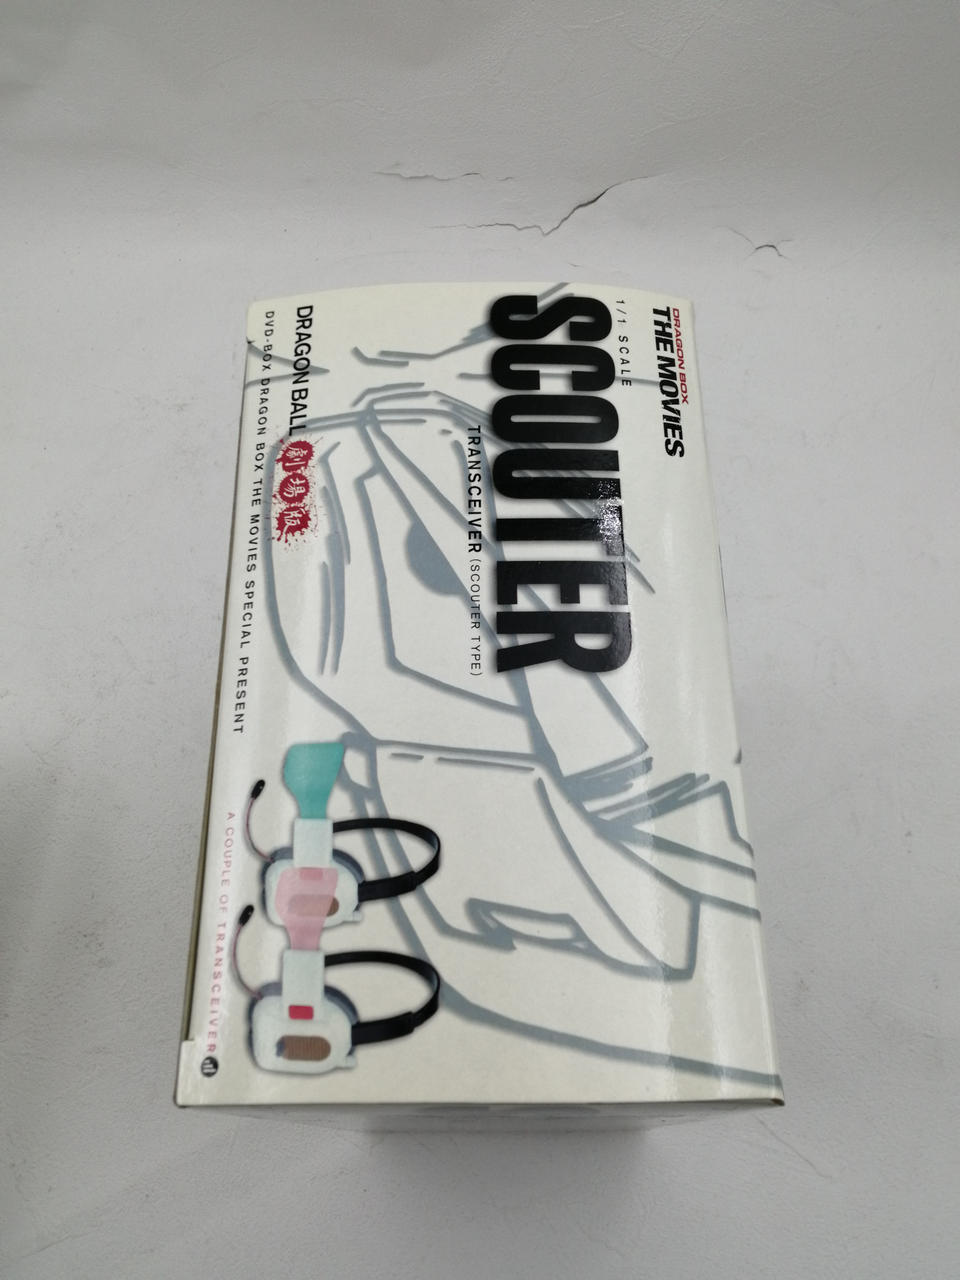 DRAGON BOX
THE MOVIES
1/1 SCALE
SCOUTER
TRANSCEIVER (SCOUTER TYPE)
DRAGON BALL 劇場版
DVD-BOX DRAGON BOX THE MOVIES SPECIAL PRESENT
A COUPLE OF TRANSCEIVER